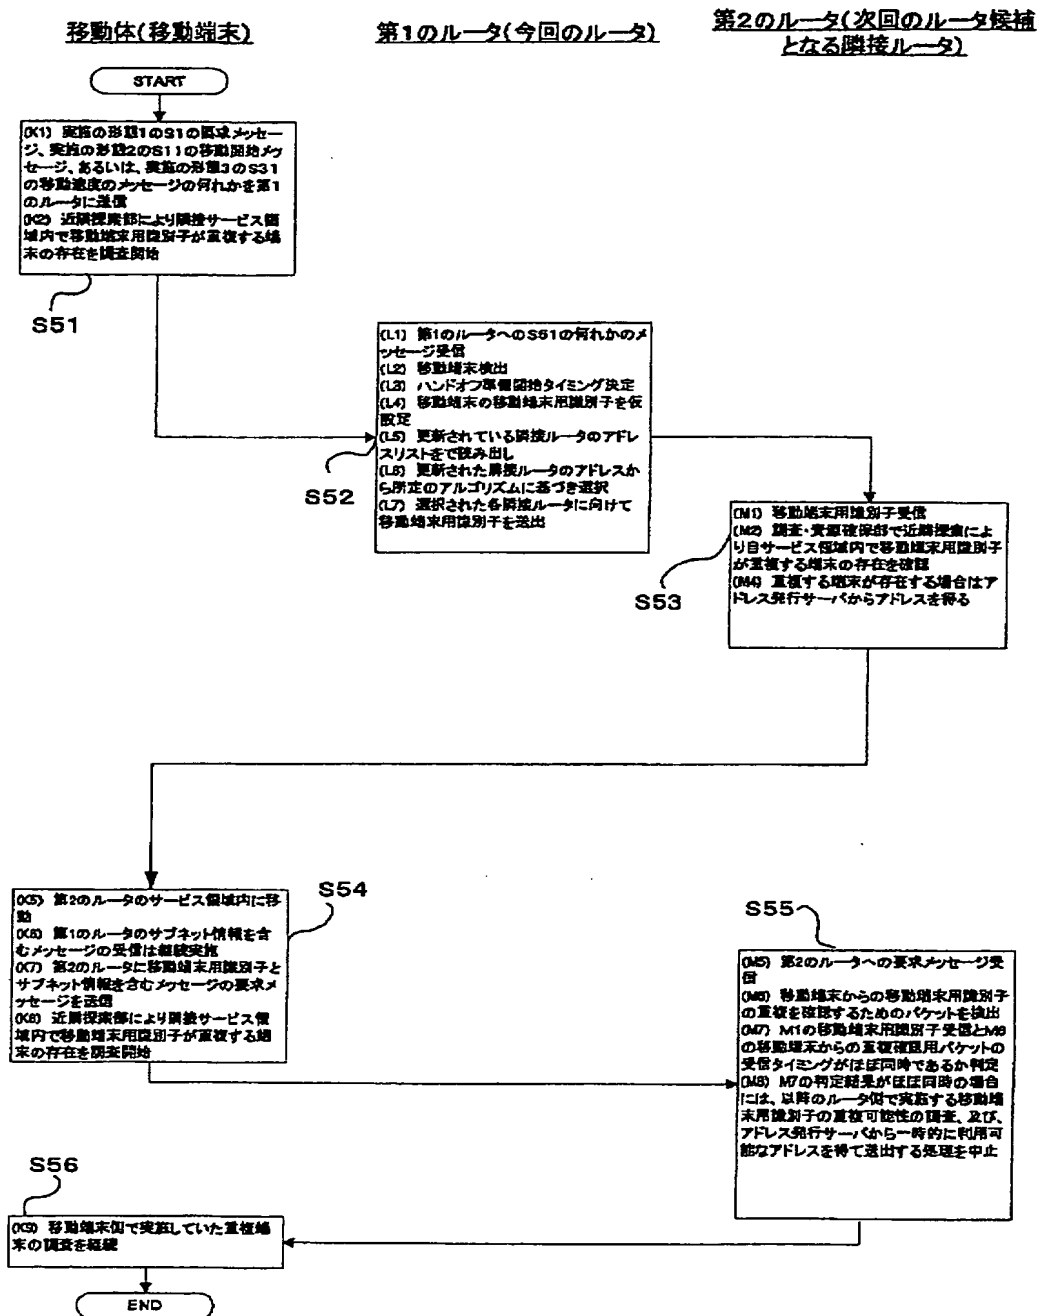 移動体(移動端末)
第1のルータ(今回のルータ)
第2のルータ(次回のルータ候補
となる隣接ルータ)
START
(K1) 実施の形態1のS1の要求メッセー
ジ、実施の形態2のS11の移動開始メッ
セージ、あるいは、実施の形態3のS31
の移動速度のメッセージの何れかを第1
のルータに送信
(K2) 近隣探索部により隣接サービス領
域内で移動端末用識別子が重複する端
末の存在を調査開始
S51
(L1) 第1のルータへのS51の何れかのメ
ッセージ受信
(L2) 移動端末検出
(L3) ハンドオフ準備開始タイミング決定
(L4) 移動端末の移動端末用識別子を仮
設定
(L5) 更新されている隣接ルータのアドレ
スリストをで読み出し
(L6) 更新された隣接ルータのアドレスか
ら所定のアルゴリズムに基づき選択
(L7) 選択された各隣接ルータに向けて
移動端末用識別子を送出
S52
(M1) 移動端末用識別子受信
(M2) 調査・資源確保部で近隣探索によ
り自サービス領域内で移動端末用識別子
が重複する端末の存在を確認
(M4) 重複する端末が存在する場合はア
ドレス発行サーバからアドレスを得る
S53
(K5) 第2のルータのサービス領域内に移
動
(K6) 第1のルータのサブネット情報を含
むメッセージの受信は継続実施
(K7) 第2のルータに移動端末用識別子と
サブネット情報を含むメッセージの要求メ
ッセージを送信
(K8) 近隣探索部により隣接サービス領
域内で移動端末用識別子が重複する端
末の存在を調査開始
S54
S55
(M5) 第2のルータへの要求メッセージ受
信
(M6) 移動端末からの移動端末用識別子
の重複を確認するためのパケットを検出
(M7) M1の移動端末用識別子受信とM6
の移動端末からの重複確認用パケットの
受信タイミングがほぼ同時であるか判定
(M8) M7の判定結果がほぼ同時の場合
には、以降のルータ側で実施する移動端
末用識別子の重複可能性の調査、及び、
アドレス発行サーバから一時的に利用可
能なアドレスを得て送出する処理を中止
S56
(K9) 移動端末側で実施していた重複端
末の調査を継続
END